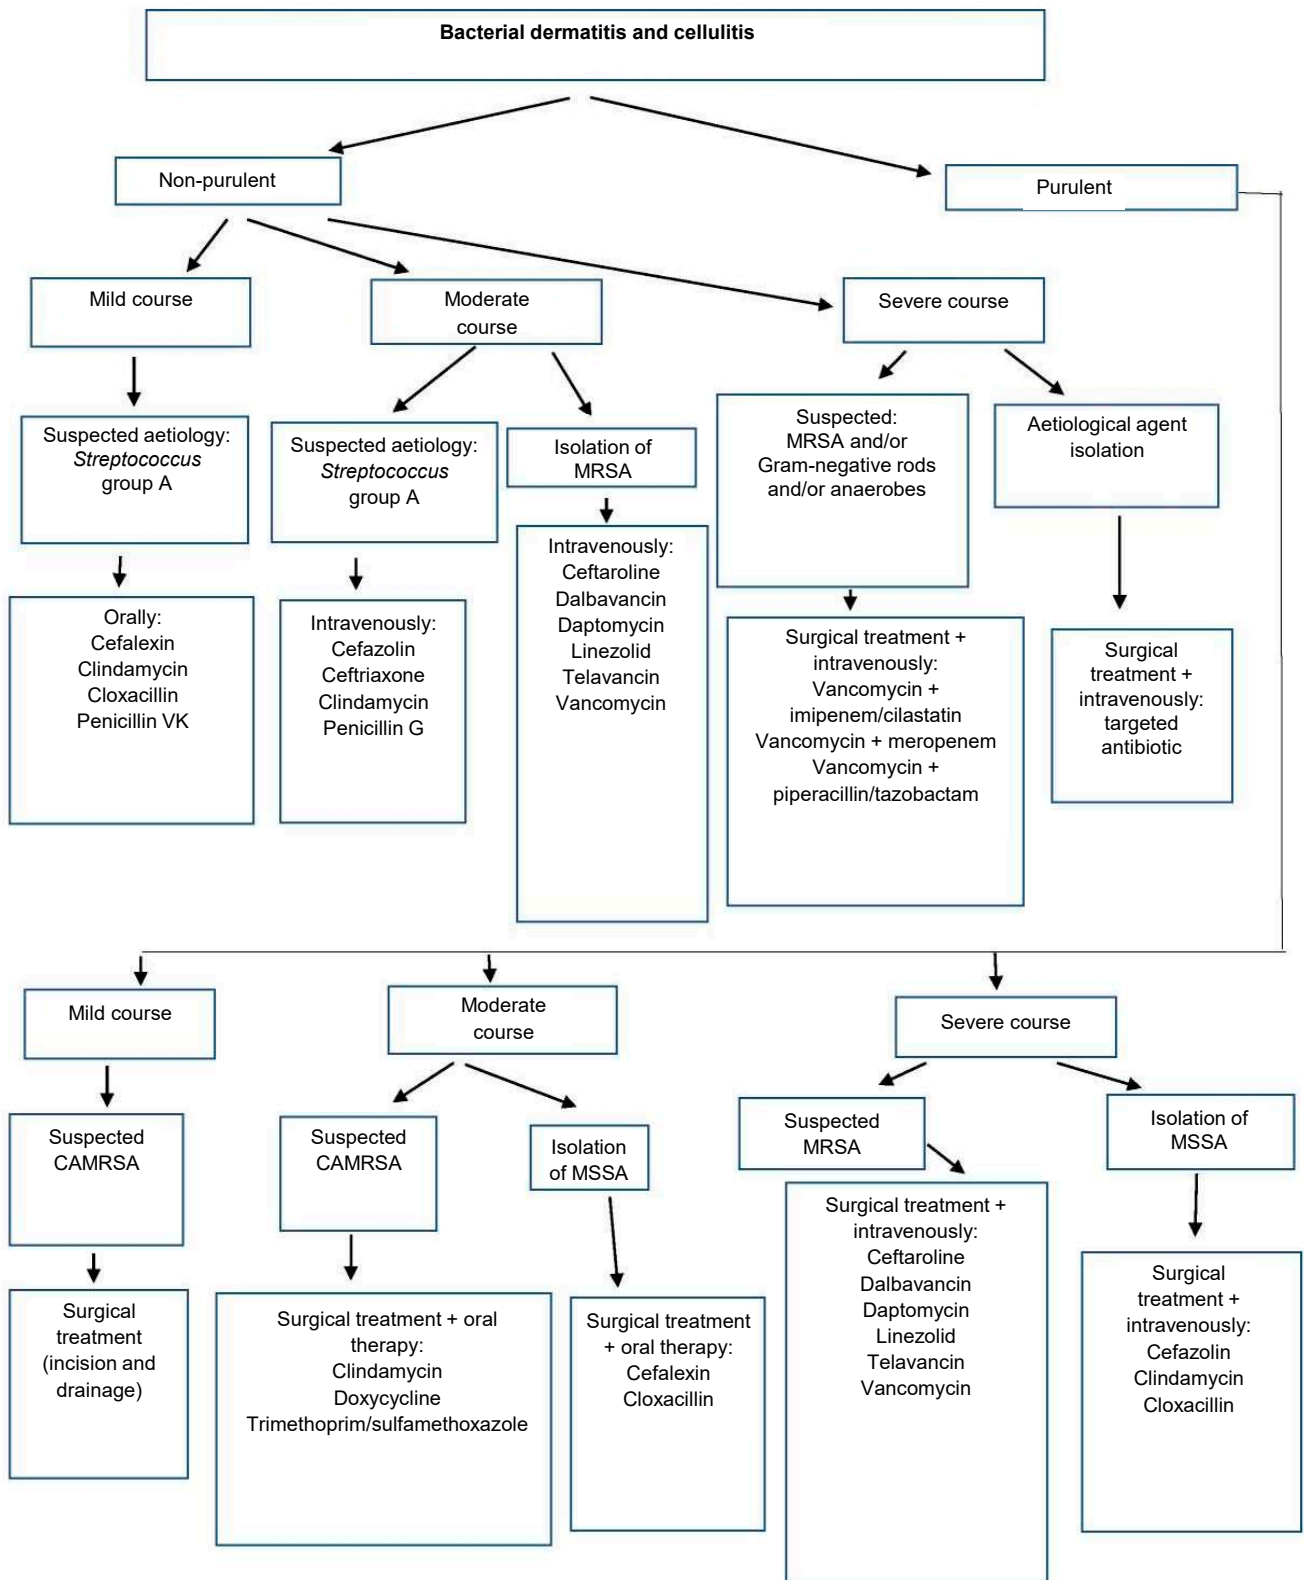 Bacterial dermatitis and cellulitis
Non-purulent
Purulent
Mild course
Moderate
course
Severe course
Suspected aetiology:
Streptococcus
group A
Suspected aetiology:
Streptococcus
group A
Isolation of
MRSA
Suspected:
MRSA and/or
Gram-negative rods
and/or anaerobes
Aetiological agent
isolation
Orally:
Cefalexin
Clindamycin
Cloxacillin
Penicillin VK
Intravenously:
Cefazolin
Ceftriaxone
Clindamycin
Penicillin G
Intravenously:
Ceftaroline
Dalbavancin
Daptomycin
Linezolid
Telavancin
Vancomycin
Surgical treatment +
intravenously:
Vancomycin +
imipenem/cilastatin
Vancomycin + meropenem
Vancomycin +
piperacillin/tazobactam
Surgical
treatment +
intravenously:
targeted
antibiotic
Mild course
Moderate
course
Severe course
Suspected
CAMRSA
Suspected
CAMRSA
Isolation
of MSSA
Suspected
MRSA
Isolation of
MSSA
Surgical
treatment
(incision and
drainage)
Surgical treatment + oral
therapy:
Clindamycin
Doxycycline
Trimethoprim/sulfamethoxazole
Surgical treatment
+ oral therapy:
Cefalexin
Cloxacillin
Surgical treatment +
intravenously:
Ceftaroline
Dalbavancin
Daptomycin
Linezolid
Telavancin
Vancomycin
Surgical
treatment +
intravenously:
Cefazolin
Clindamycin
Cloxacillin